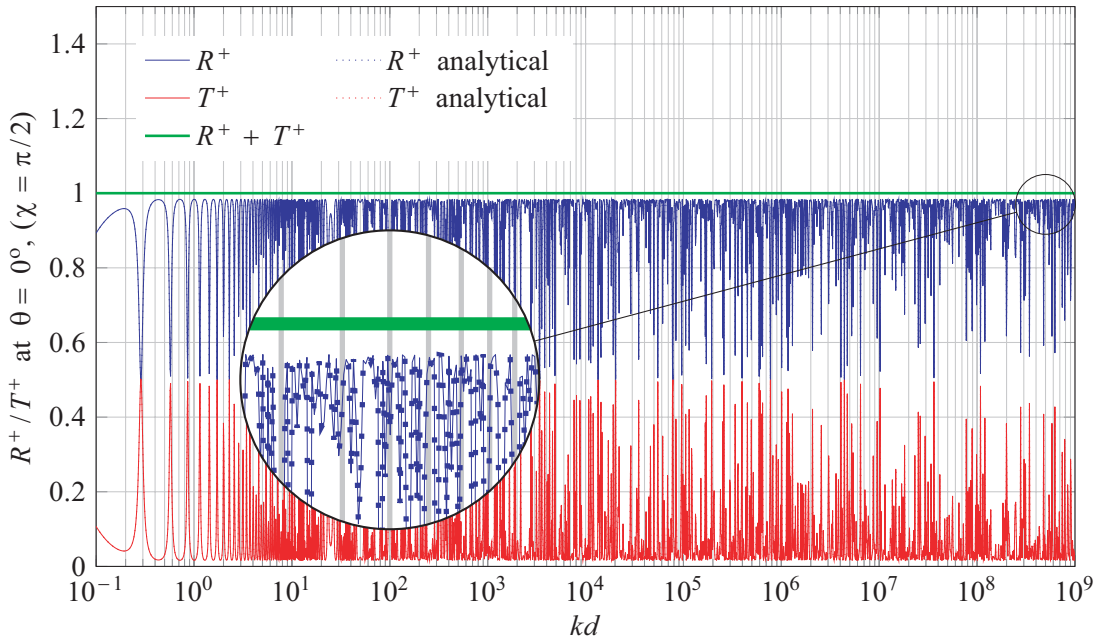 1.4
1.2
1
0.8
0.6
0.4
0.2
0
R⁺/T⁺ at θ = 0º, (χ = π/2)
R⁺
R⁺ analytical
T⁺
T⁺ analytical
R⁺ + T⁺
10⁻¹ 10⁰ 10¹ 10² 10³ 10⁴ 10⁵ 10⁶ 10⁷ 10⁸ 10⁹
kd